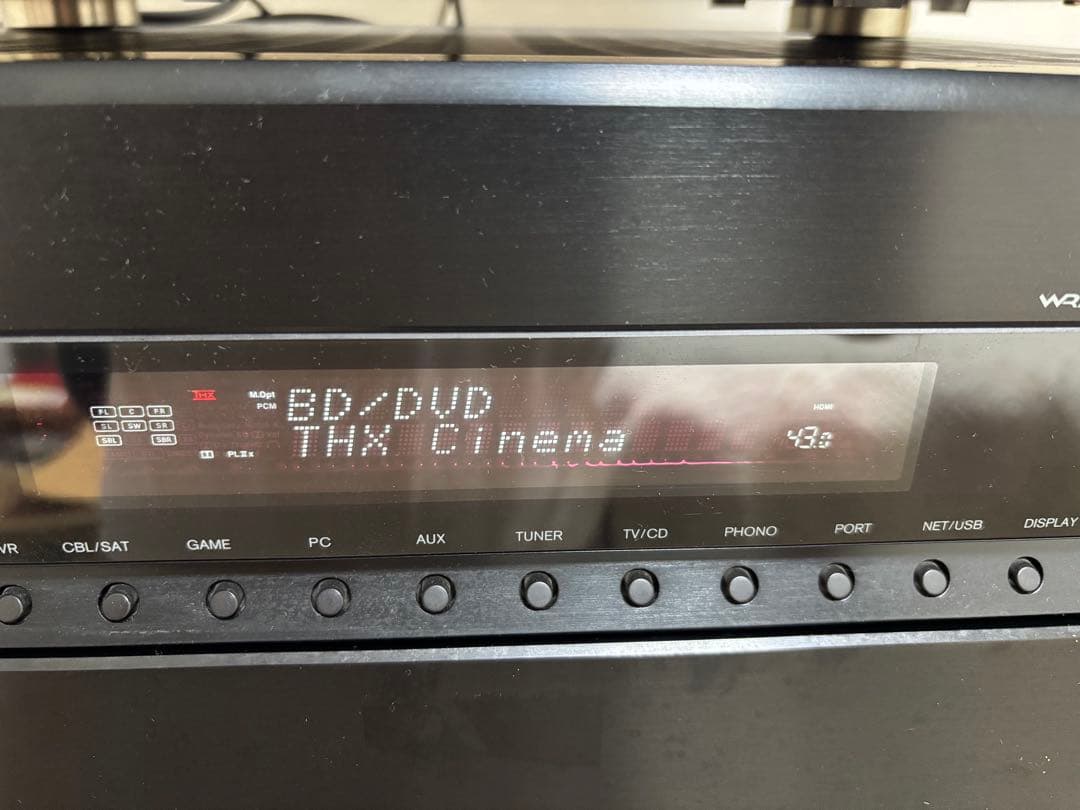 THX
M.Opt
PCM
BD/DVD
HDMI
FL C FR
SL SW SR
SBL SBR
THX Cinema
43.0
PLIIx
VR CBL/SAT GAME PC AUX TUNER TV/CD PHONO PORT NET/USB DISPLAY